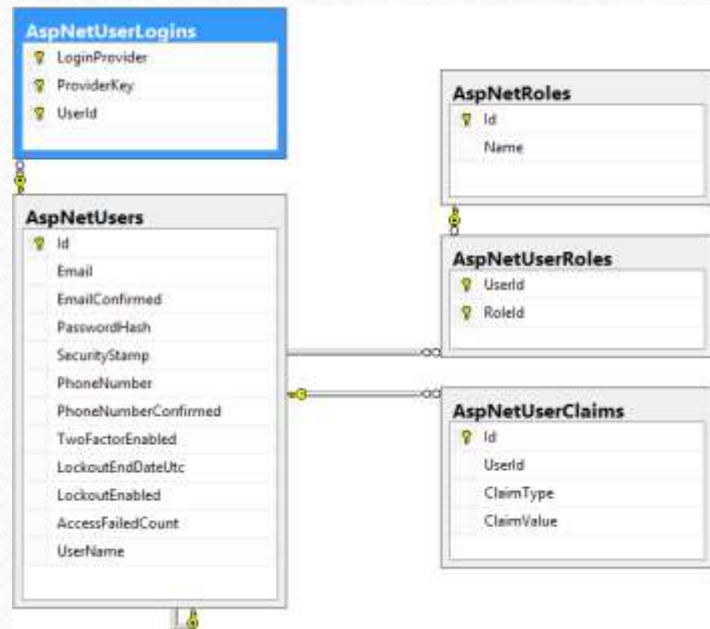 AspNetUserLogins
LoginProvider
ProviderKey
UserId
AspNetUsers
Id
Email
EmailConfirmed
PasswordHash
SecurityStamp
PhoneNumber
PhoneNumberConfirmed
TwoFactorEnabled
LockoutEndDateUtc
LockoutEnabled
AccessFailedCount
UserName
AspNetRoles
Id
Name
AspNetUserRoles
UserId
RoleId
AspNetUserClaims
Id
UserId
ClaimType
ClaimValue